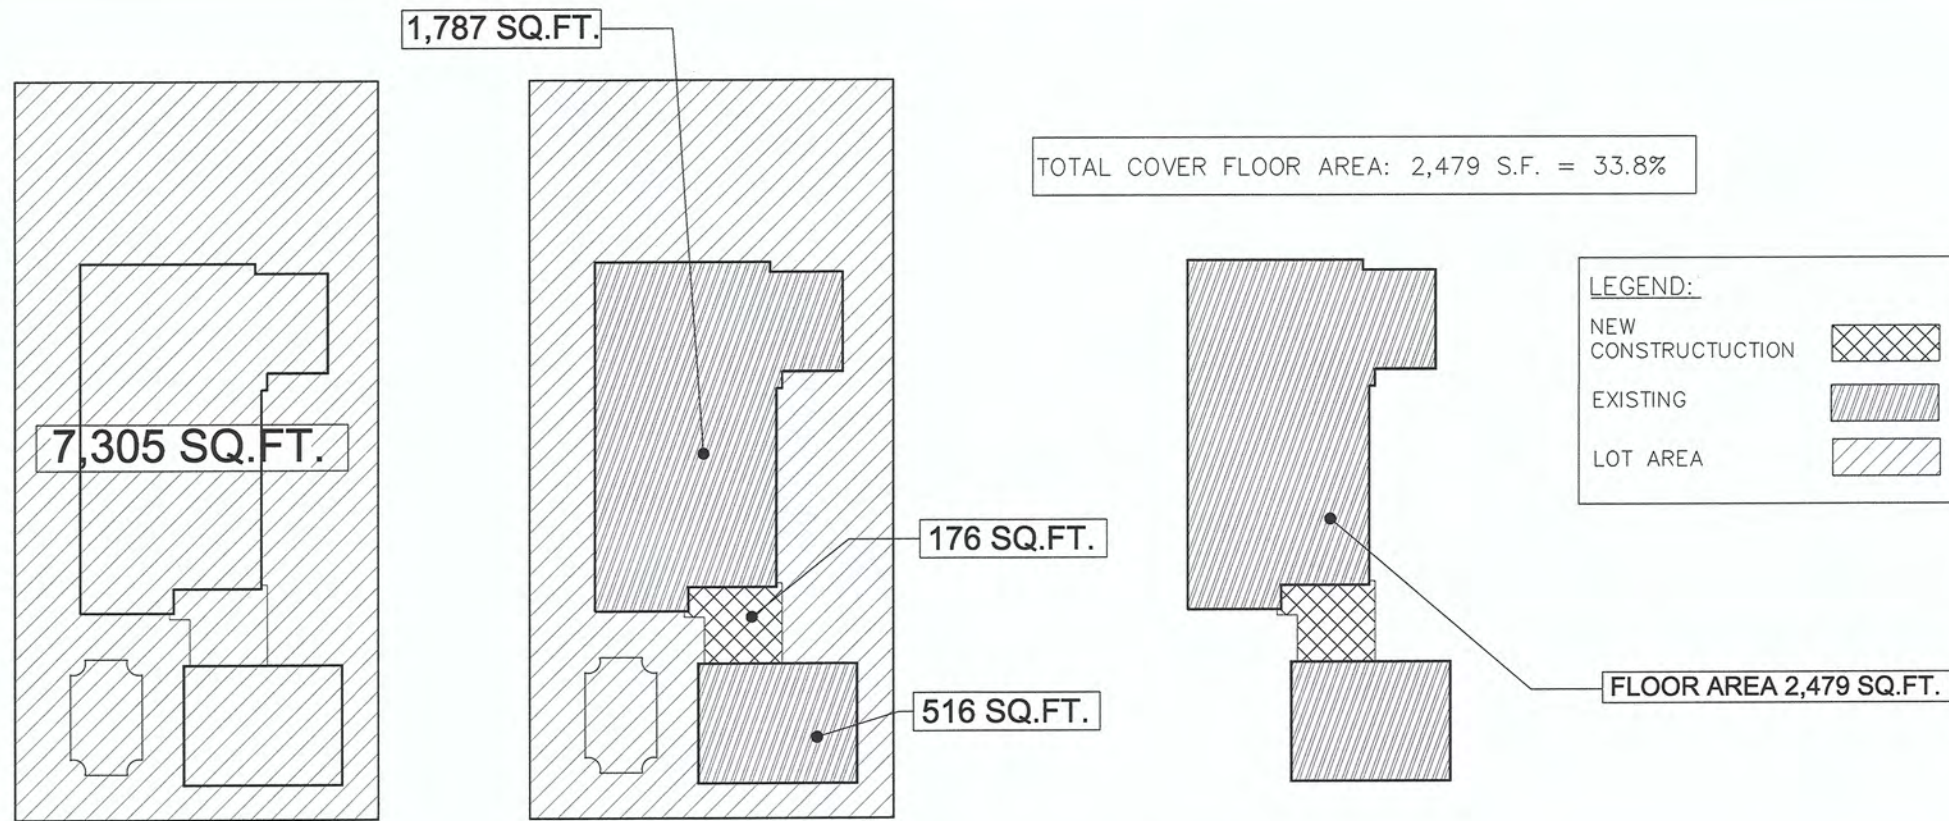 1,787 SQ.FT.
7,305 SQ.FT.
176 SQ.FT.
516 SQ.FT.
TOTAL COVER FLOOR AREA: 2,479 S.F. = 33.8%
LEGEND:
NEW
CONSTRUCTUCTION
EXISTING
LOT AREA
FLOOR AREA 2,479 SQ.FT.